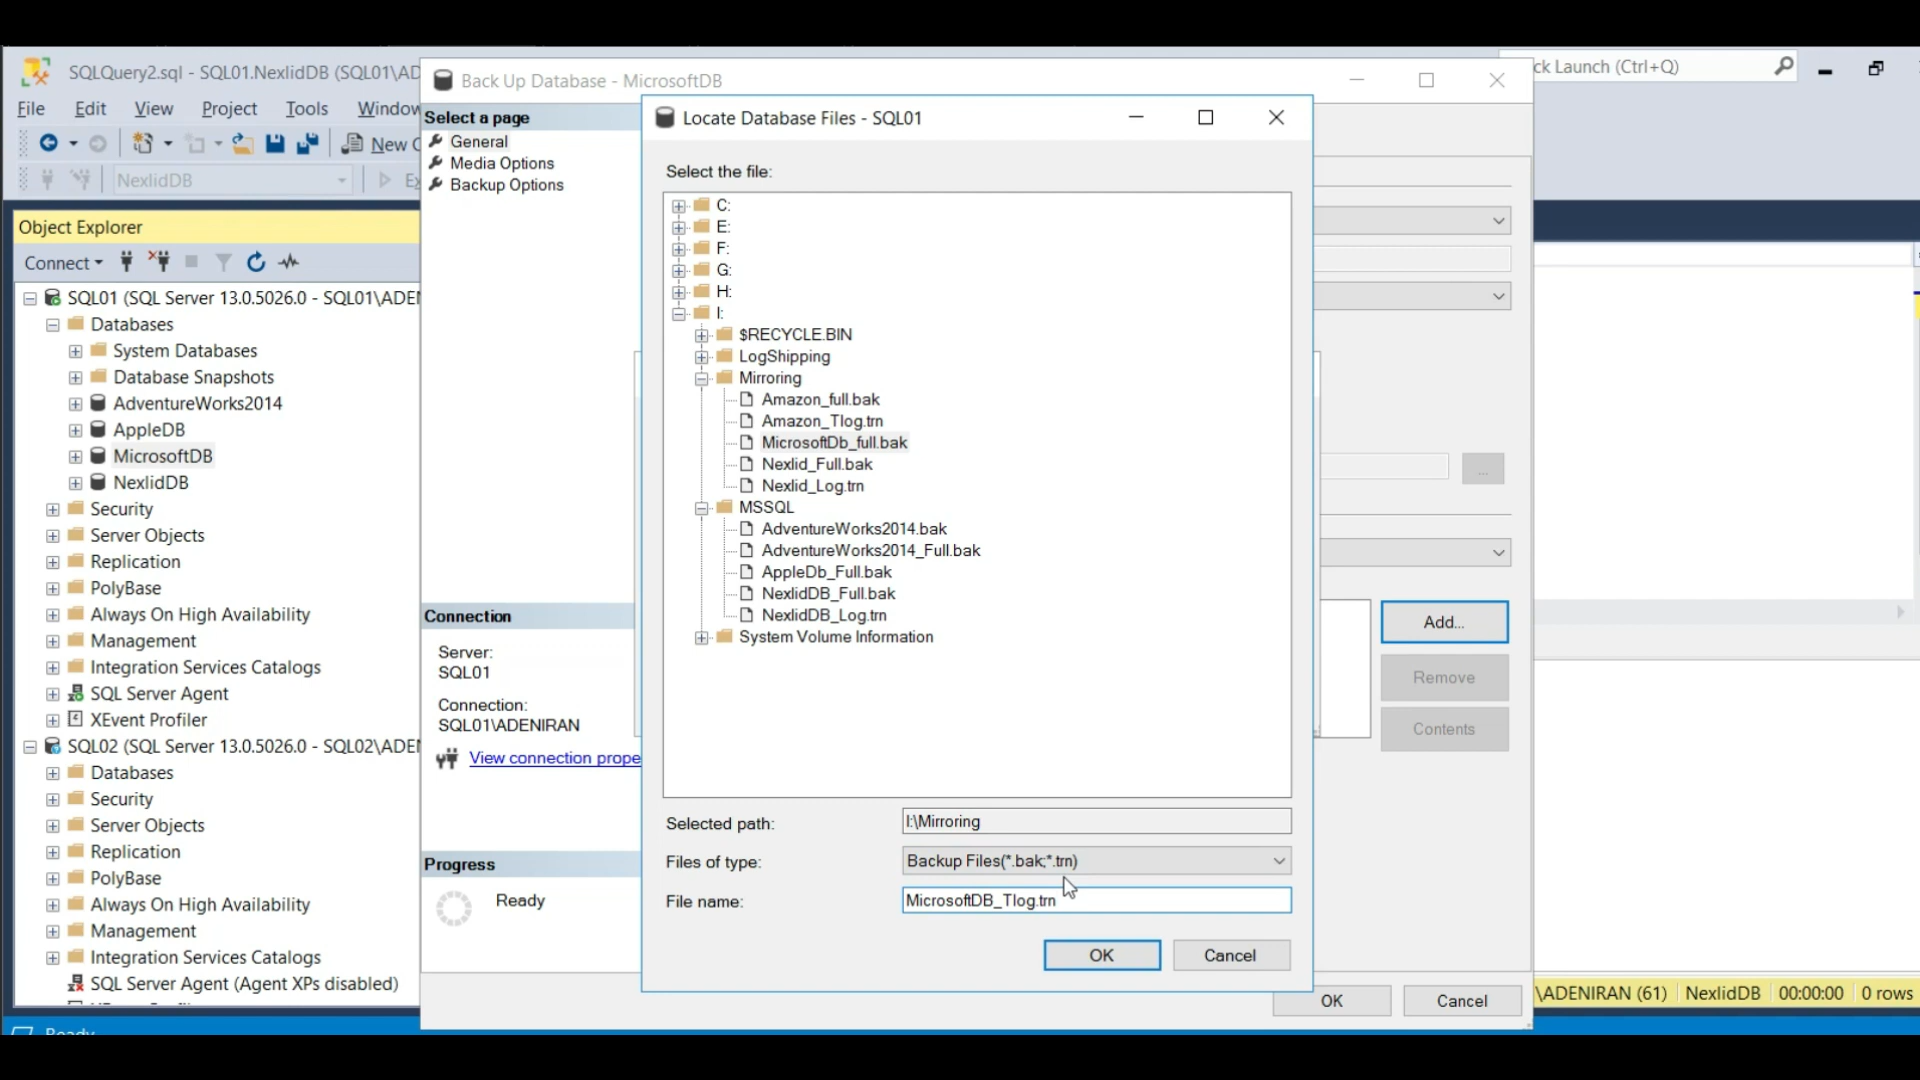 SQLQuery2.sql - SQL01.NexlidDB (SQL01\AD
ck Launch (Ctrl+Q)
File Edit View Project Tools Window
New Q
NexlidDB
Ex
Object Explorer
Connect
SQL01 (SQL Server 13.0.5026.0 - SQL01\ADEN
Databases
System Databases
Database Snapshots
AdventureWorks2014
AppleDB
MicrosoftDB
NexlidDB
Security
Server Objects
Replication
PolyBase
Always On High Availability
Management
Integration Services Catalogs
SQL Server Agent
XEvent Profiler
SQL02 (SQL Server 13.0.5026.0 - SQL02\ADEN
Databases
Security
Server Objects
Replication
PolyBase
Always On High Availability
Management
Integration Services Catalogs
SQL Server Agent (Agent XPs disabled)
Ready
Back Up Database - MicrosoftDB
Select a page
General
Media Options
Backup Options
Connection
Server:
SQL01
Connection:
SQL01\ADENIRAN
View connection prope
Progress
Ready
Locate Database Files - SQL01
Select the file:
C:
E:
F:
G:
H:
I:
$RECYCLE.BIN
LogShipping
Mirroring
Amazon_full.bak
Amazon_Tlog.trn
MicrosoftDb_full.bak
Nexlid_Full.bak
Nexlid_Log.trn
MSSQL
AdventureWorks2014.bak
AdventureWorks2014_Full.bak
AppleDb_Full.bak
NexlidDB_Full.bak
NexlidDB_Log.trn
System Volume Information
Selected path: I:\Mirroring
Files of type: Backup Files(*.bak;*.trn)
File name: MicrosoftDB_Tlog.trn
OK Cancel
...
Add...
Remove
Contents
OK Cancel
\ADENIRAN (61) NexlidDB 00:00:00 0 rows